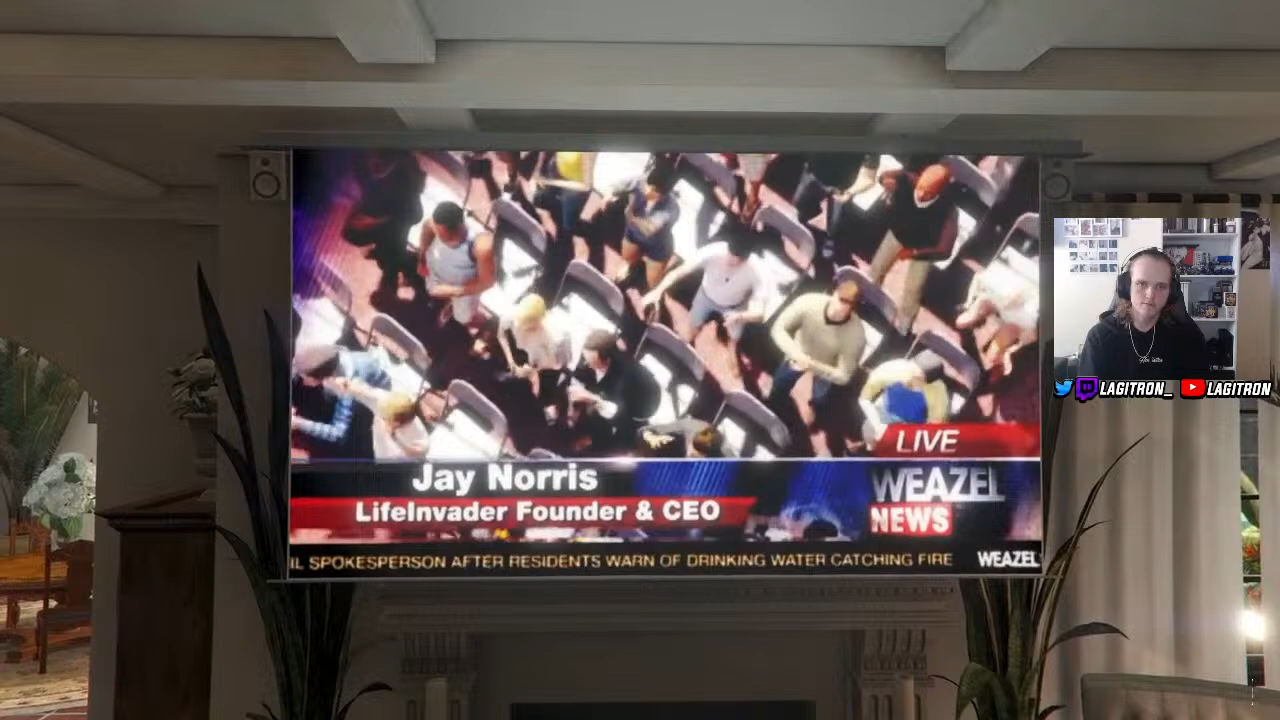 LAGITRON_ LAGITRON
LIVE
Jay Norris
WEAZEL
LifeInvader Founder & CEO
NEWS
IL SPOKESPERSON AFTER RESIDENTS WARN OF DRINKING WATER CATCHING FIRE WEAZEL